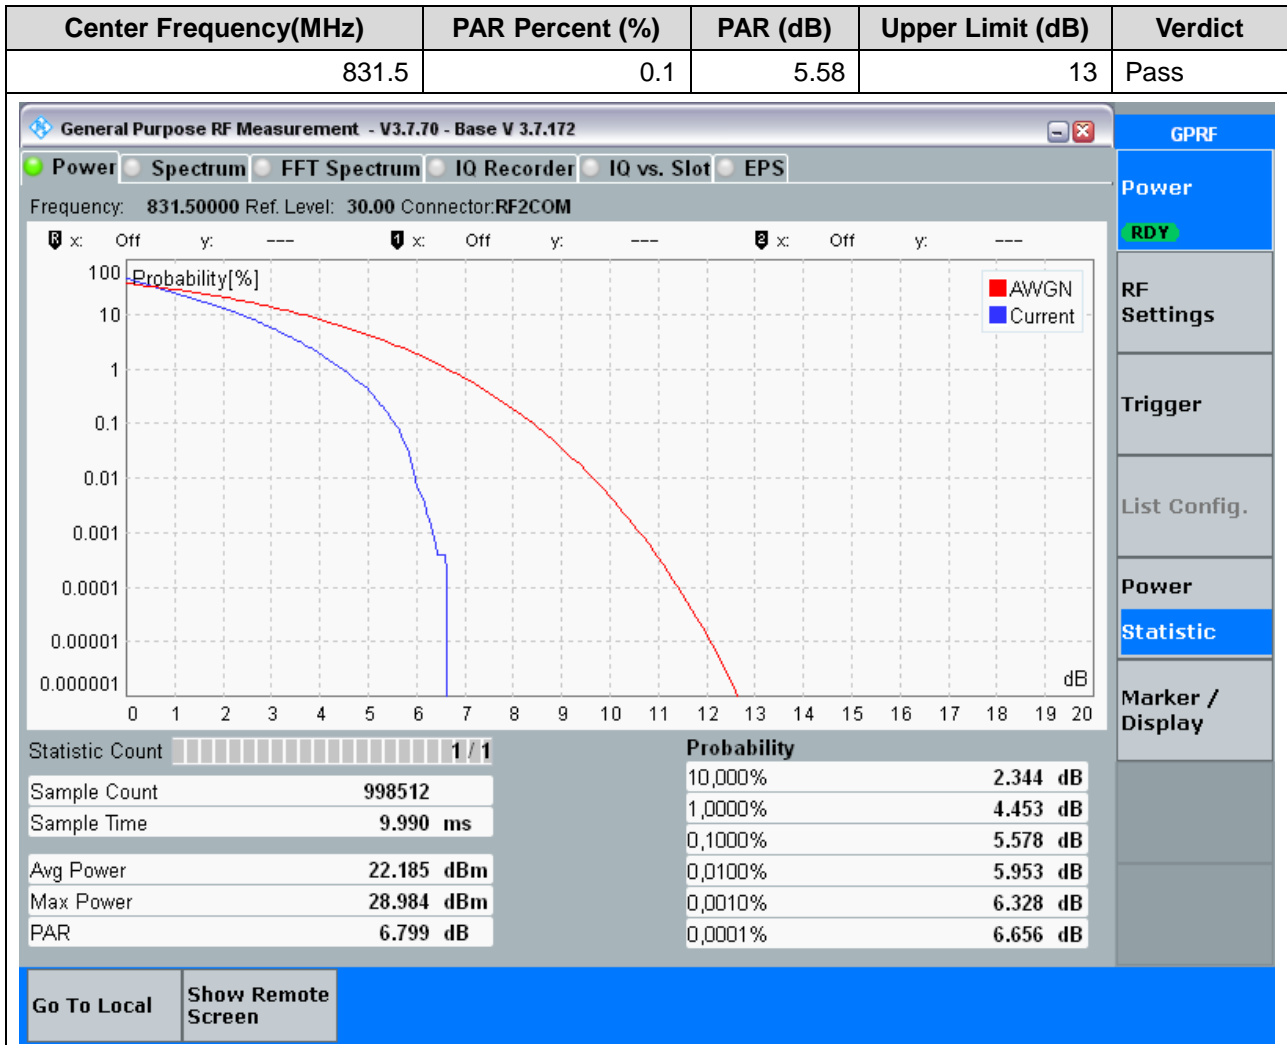 Center Frequency(MHz) PAR Percent (%) PAR (dB) Upper Limit (dB) Verdict
831.5 0.1 5.58 13 Pass
General Purpose RF Measurement - V3.7.70 - Base V 3.7.172
GPRF
Power Spectrum FFT Spectrum IQ Recorder IQ vs. Slot EPS
Power
RDY
Frequency: 831.50000 Ref. Level: 30.00 Connector:RF2COM
R x: Off y: --- 1 x: Off y: --- 2 x: Off y: ---
Probability[%]
AWGN
Current
100
10
1
0.1
0.01
0.001
0.0001
0.00001
0.000001
dB
0 1 2 3 4 5 6 7 8 9 10 11 12 13 14 15 16 17 18 19 20
RF
Settings
Trigger
List Config.
Power
Statistic
Marker /
Display
Statistic Count 1 / 1
Sample Count 998512
Sample Time 9.990 ms
Avg Power 22.185 dBm
Max Power 28.984 dBm
PAR 6.799 dB
Probability
10,000% 2.344 dB
1,0000% 4.453 dB
0,1000% 5.578 dB
0,0100% 5.953 dB
0,0010% 6.328 dB
0,0001% 6.656 dB
Go To Local
Show Remote
Screen